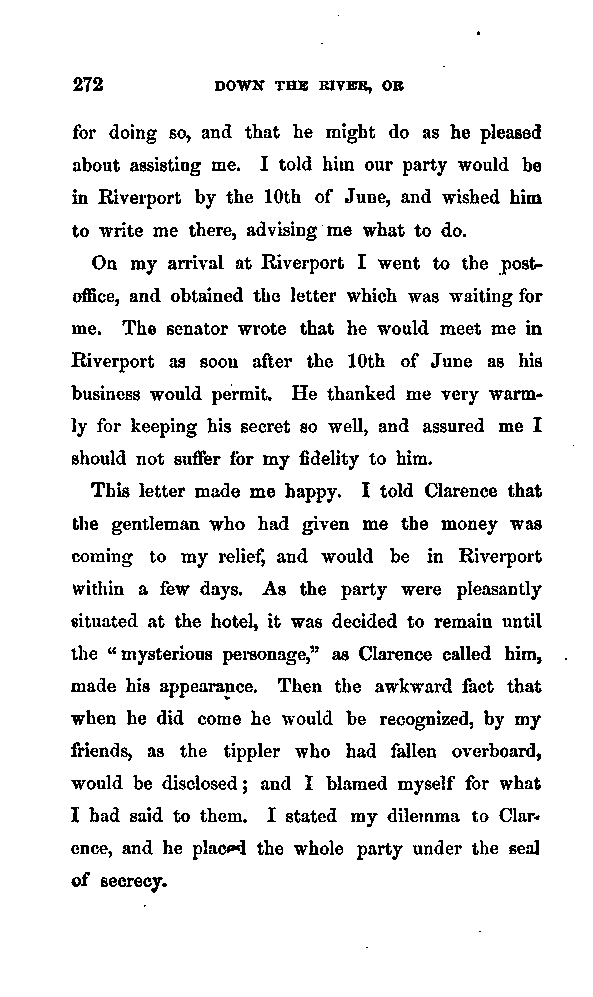 272 DOWN THE RIVER, OR
for doing so, and that he might do as he pleased
about assisting me. I told him our party would be
in Riverport by the 10th of June, and wished him
to write me there, advising me what to do.
On my arrival at Riverport I went to the post-
office, and obtained the letter which was waiting for
me. The senator wrote that he would meet me in
Riverport as soon after the 10th of June as his
business would permit. He thanked me very warm-
ly for keeping his secret so well, and assured me I
should not suffer for my fidelity to him.
This letter made me happy. I told Clarence that
the gentleman who had given me the money was
coming to my relief, and would be in Riverport
within a few days. As the party were pleasantly
situated at the hotel, it was decided to remain until
the “mysterious personage,” as Clarence called him,
made his appearance. Then the awkward fact that
when he did come he would be recognized, by my
friends, as the tippler who had fallen overboard,
would be disclosed; and I blamed myself for what
I had said to them. I stated my dilemma to Clar-
ence, and he placed the whole party under the seal
of secrecy.